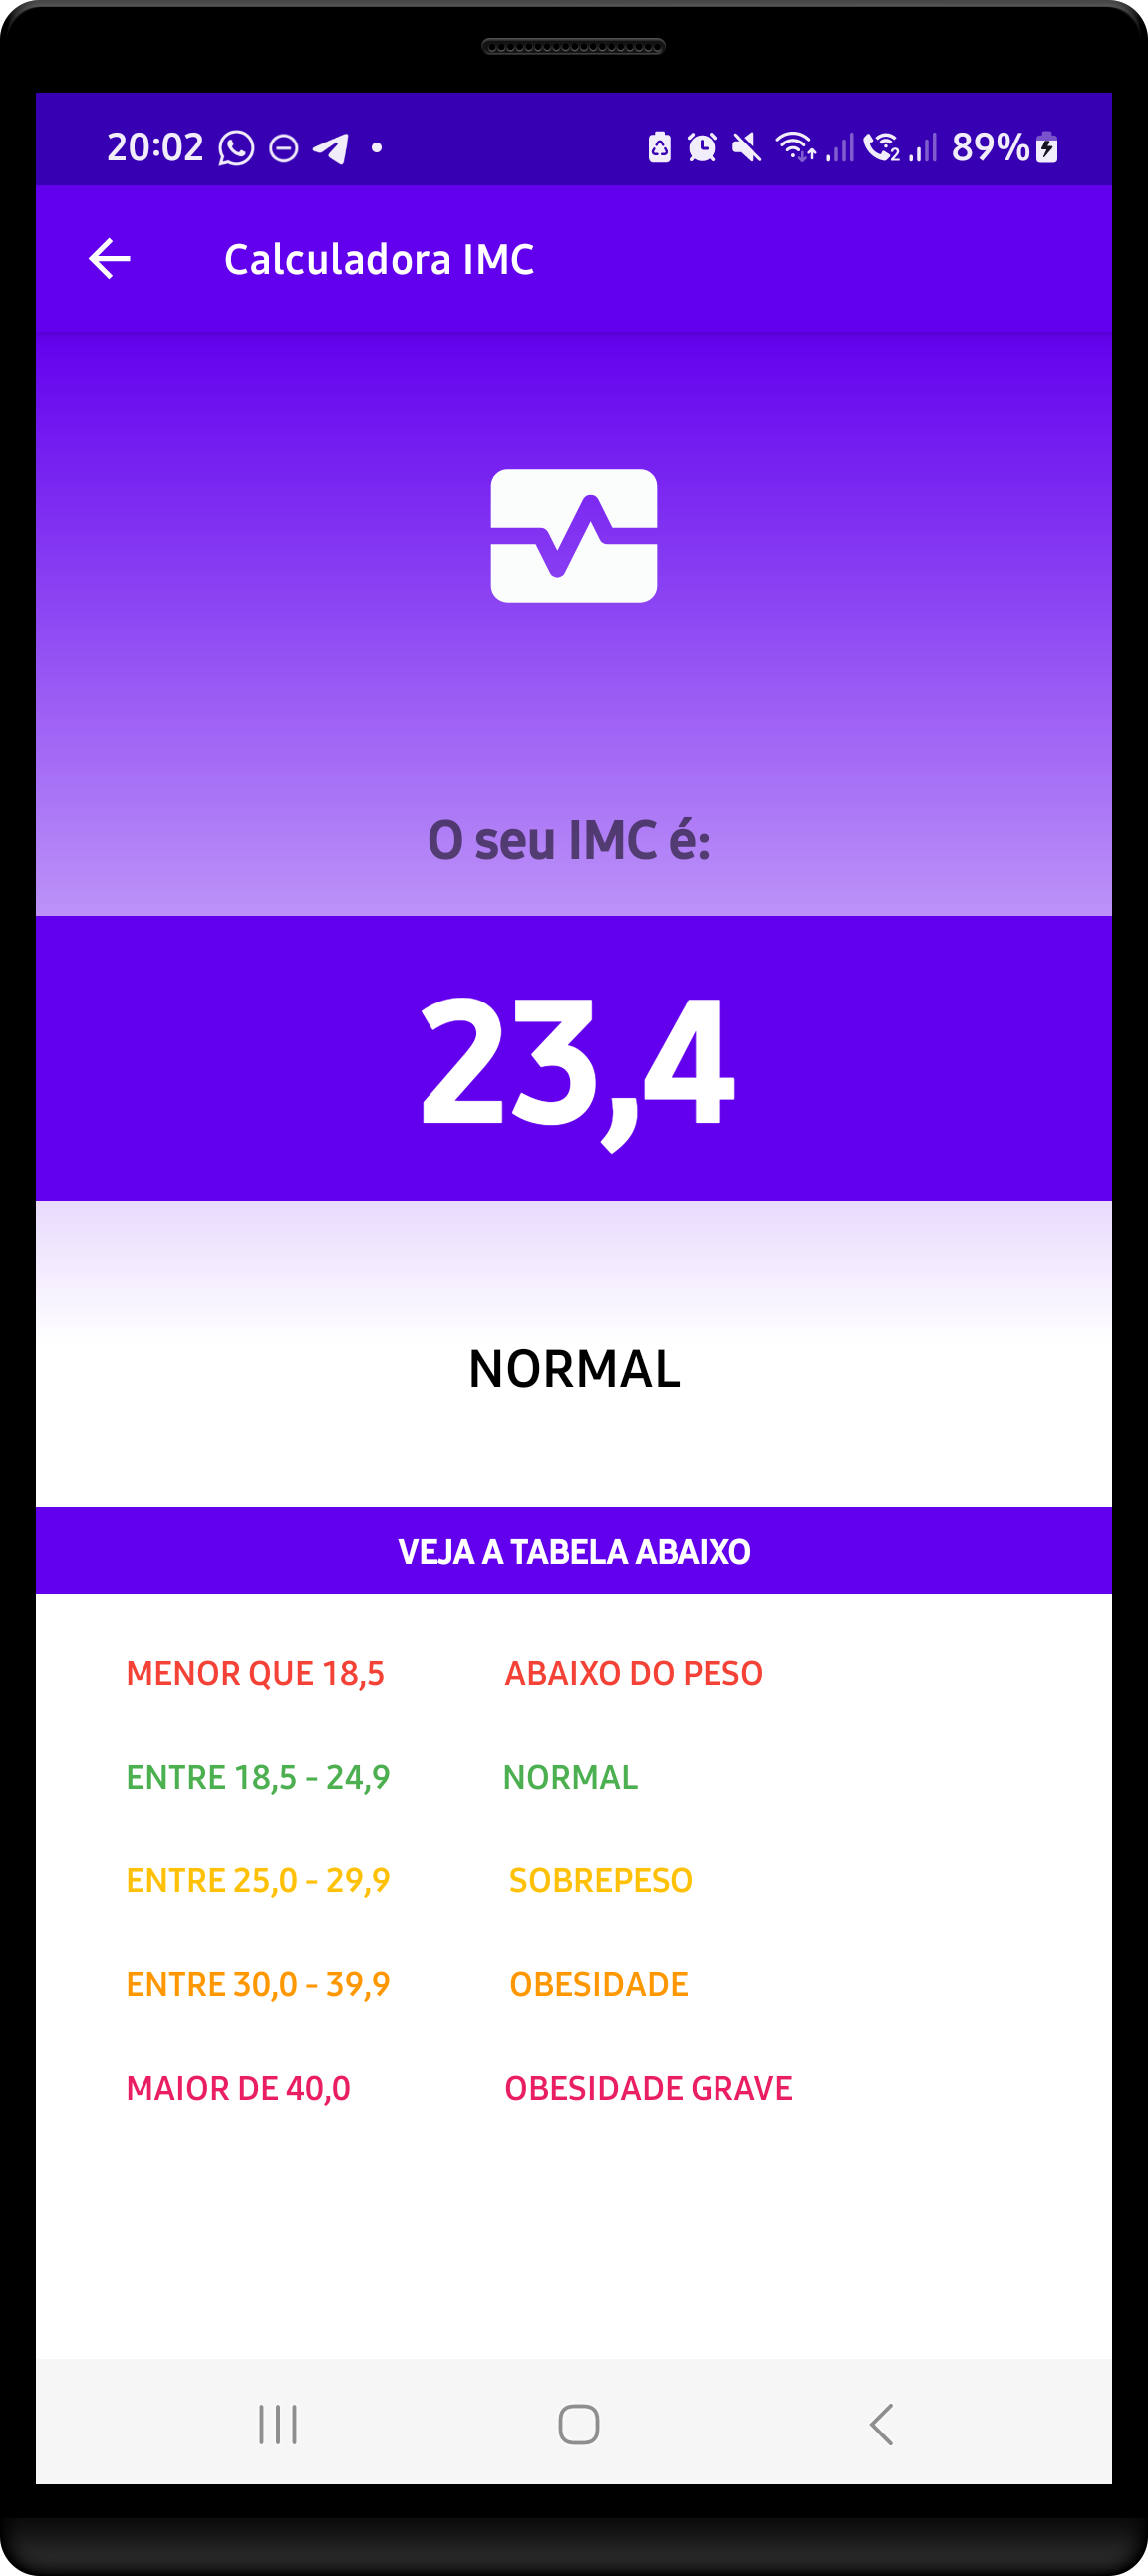 20:02 89%
Calculadora IMC
O seu IMC é:
23,4
NORMAL
VEJA A TABELA ABAIXO
MENOR QUE 18,5 ABAIXO DO PESO
ENTRE 18,5 - 24,9 NORMAL
ENTRE 25,0 - 29,9 SOBREPESO
ENTRE 30,0 - 39,9 OBESIDADE
MAIOR DE 40,0 OBESIDADE GRAVE